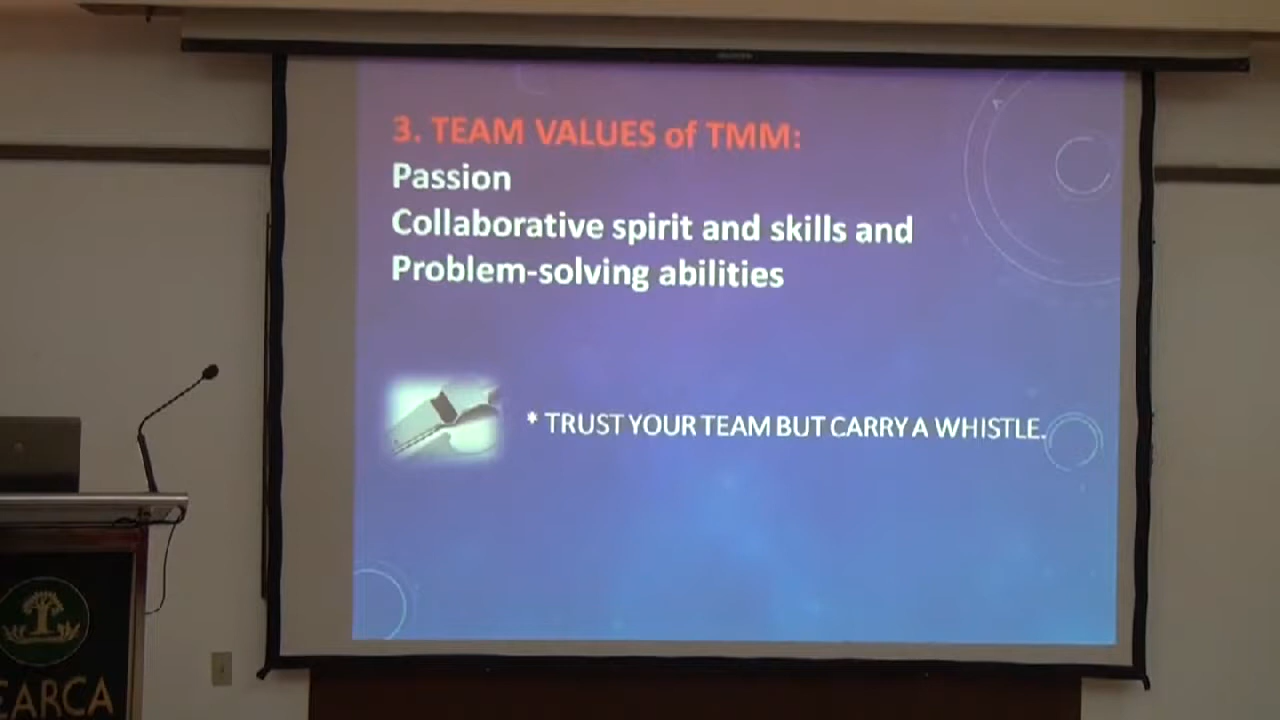 3. TEAM VALUES of TMM:
Passion
Collaborative spirit and skills and
Problem-solving abilities
* TRUST YOUR TEAM BUT CARRY A WHISTLE.
EARCA